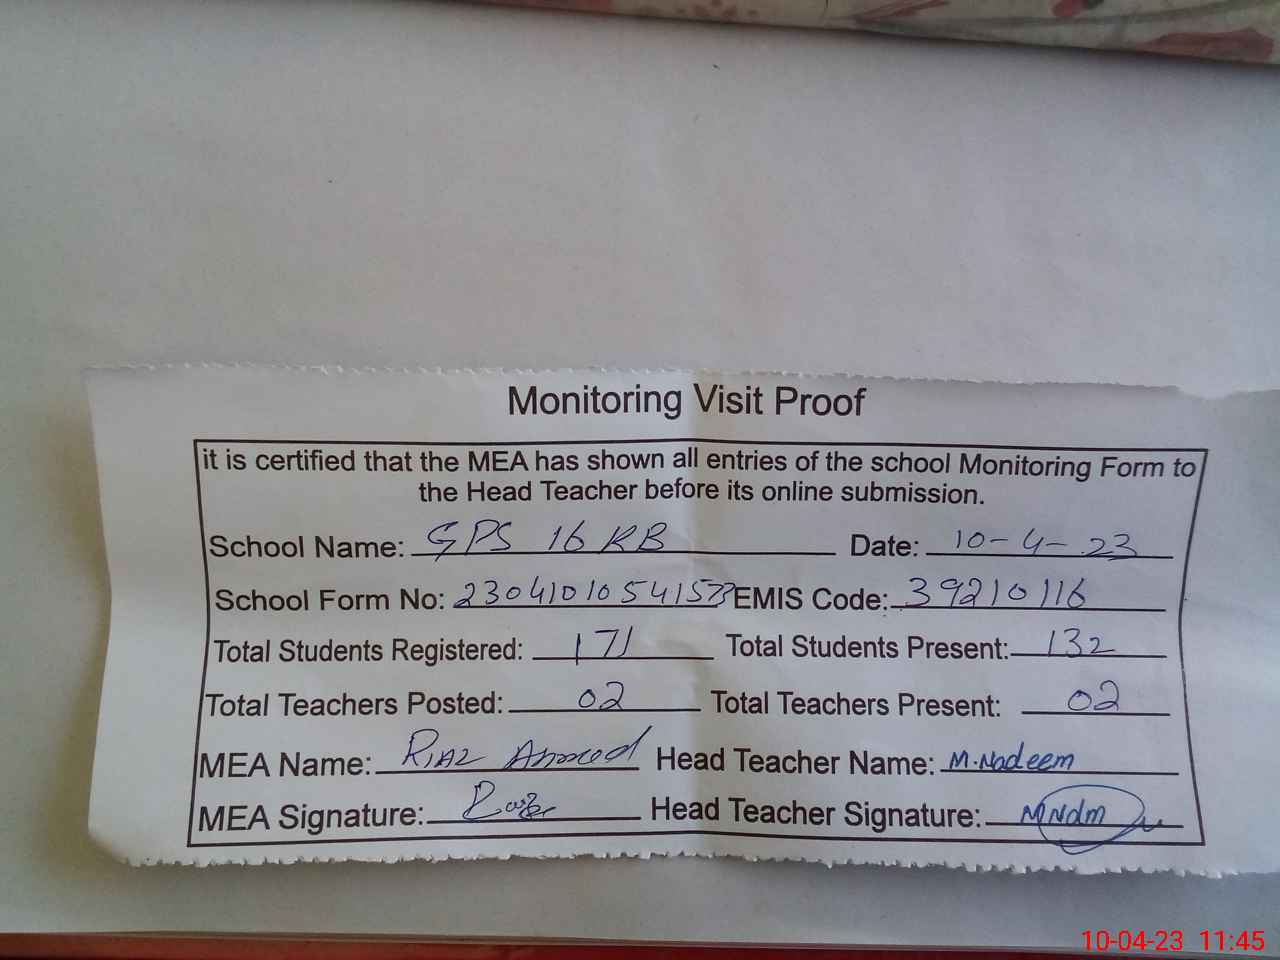 Monitoring Visit Proof
it is certified that the MEA has shown all entries of the school Monitoring Form to
the Head Teacher before its online submission.
School Name: GPS 16 RB Date: 10-4-23
School Form No: 23041010541573 EMIS Code: 39210116
Total Students Registered: 171 Total Students Present: 132
Total Teachers Posted: 02 Total Teachers Present: 02
MEA Name: Riaz Ahmed Head Teacher Name: M.Nadeem
MEA Signature: Head Teacher Signature: MNdm
10-04-23 11:45